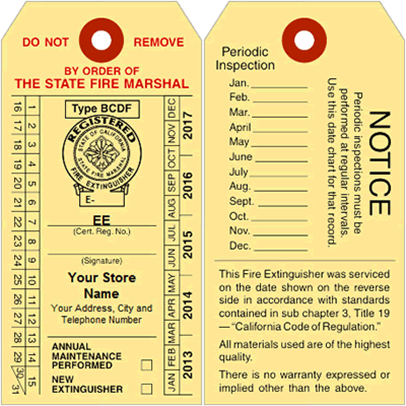 DO NOT REMOVE
BY ORDER OF
THE STATE FIRE MARSHAL
Type BCDF
REGISTERED
STATE OF CALIFORNIA
STATE FIRE MARSHAL
FIRE EXTINGUISHER
E-
EE
(Cert. Reg. No.)
(Signature)
Your Store
Name
Your Address, City and
Telephone Number
ANNUAL
MAINTENANCE
PERFORMED
NEW
EXTINGUISHER
16 17 18 19 20 21 22 23 24 25 26 27 28 29 30 31
1 2 3 4 5 6 7 8 9 10 11 12 13 14 15
JAN FEB MAR APR MAY JUN JUL AUG SEP OCT NOV DEC
2013 2014 2015 2016 2017
Periodic
Inspection
Jan.
Feb.
Mar.
April
May
June
July
Aug.
Sept.
Oct.
Nov.
Dec.
NOTICE
Periodic inspections must be
performed at regular intervals.
Use this date chart for that record.
This Fire Extinguisher was serviced
on the date shown on the reverse
side in accordance with standards
contained in sub chapter 3, Title 19
— "California Code of Regulation."
All materials used are of the highest
quality.
There is no warranty expressed or
implied other than the above.